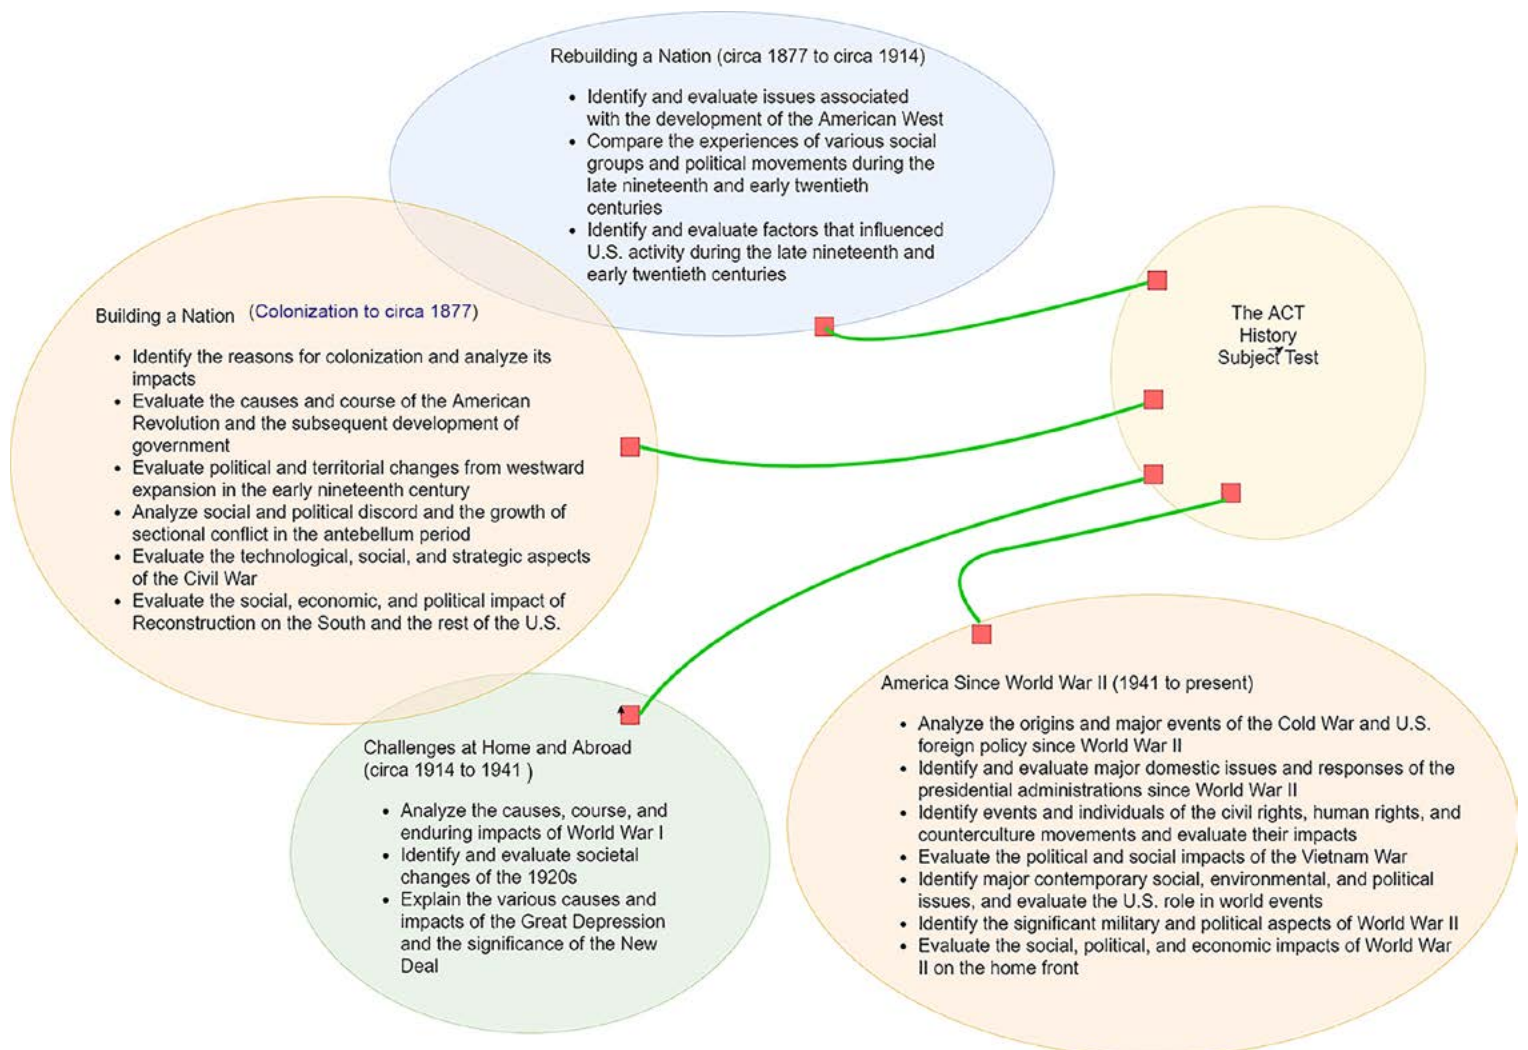 Rebuilding a Nation (circa 1877 to circa 1914)
• Identify and evaluate issues associated
with the development of the American West
• Compare the experiences of various social
groups and political movements during the
late nineteenth and early twentieth
centuries
• Identify and evaluate factors that influenced
U.S. activity during the late nineteenth and
early twentieth centuries
Building a Nation (Colonization to circa 1877)
• Identify the reasons for colonization and analyze its
impacts
• Evaluate the causes and course of the American
Revolution and the subsequent development of
government
• Evaluate political and territorial changes from westward
expansion in the early nineteenth century
• Analyze social and political discord and the growth of
sectional conflict in the antebellum period
• Evaluate the technological, social, and strategic aspects
of the Civil War
• Evaluate the social, economic, and political impact of
Reconstruction on the South and the rest of the U.S.
The ACT
History
Subject Test
Challenges at Home and Abroad
(circa 1914 to 1941 )
• Analyze the causes, course, and
enduring impacts of World War I
• Identify and evaluate societal
changes of the 1920s
• Explain the various causes and
impacts of the Great Depression
and the significance of the New
Deal
America Since World War II (1941 to present)
• Analyze the origins and major events of the Cold War and U.S.
foreign policy since World War II
• Identify and evaluate major domestic issues and responses of the
presidential administrations since World War II
• Identify events and individuals of the civil rights, human rights, and
counterculture movements and evaluate their impacts
• Evaluate the political and social impacts of the Vietnam War
• Identify major contemporary social, environmental, and political
issues, and evaluate the U.S. role in world events
• Identify the significant military and political aspects of World War II
• Evaluate the social, political, and economic impacts of World War
II on the home front